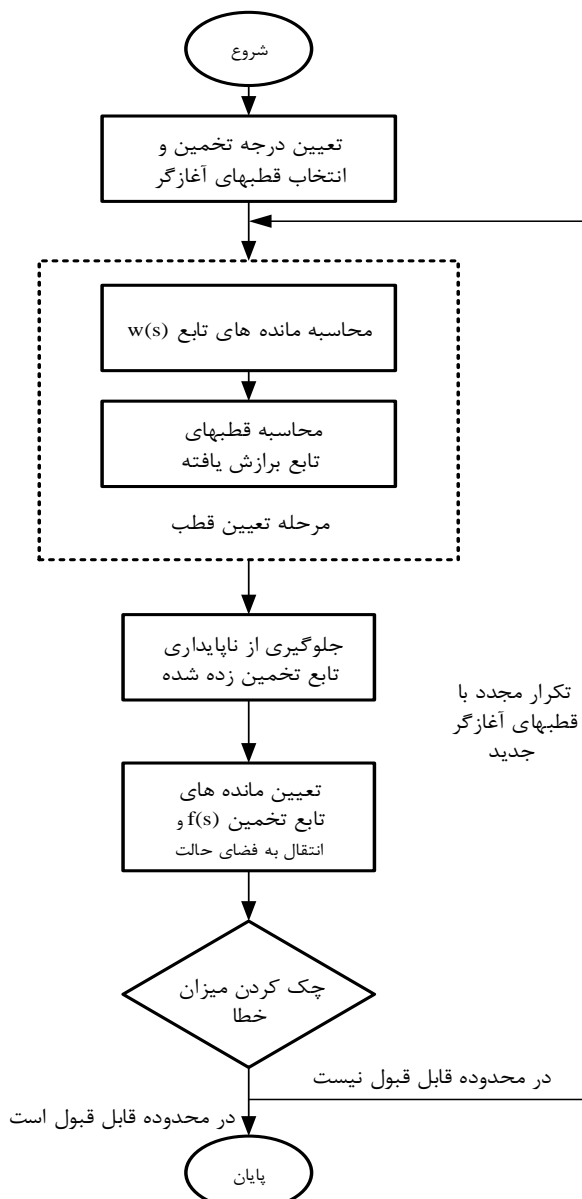 شروع
تعیین درجه تخمین و
انتخاب قطبهای آغازگر
محاسبه مانده های تابع w(s)
محاسبه قطبهای
تابع برازش یافته
مرحله تعیین قطب
جلوگیری از ناپایداری
تابع تخمین زده شده
تکرار مجدد با
قطبهای آغازگر
جدید
تعیین مانده های
تابع تخمین f(s) و
انتقال به فضای حالت
چک کردن میزان
خطا
در محدوده قابل قبول نیست
در محدوده قابل قبول است
پایان